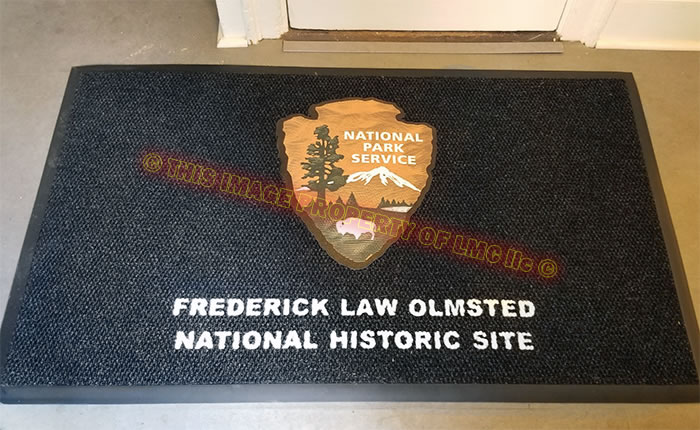 NATIONAL
PARK
SERVICE
© THIS IMAGE PROPERTY OF LMC llc ©
FREDERICK LAW OLMSTED
NATIONAL HISTORIC SITE